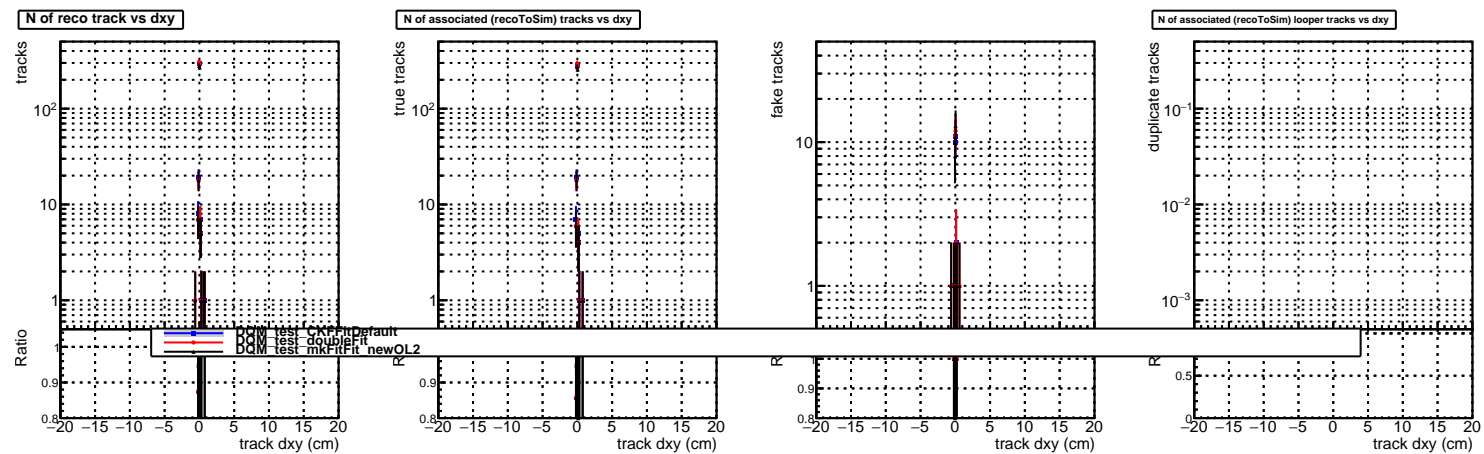 N of reco track vs dxy
N of associated (recoToSim) tracks vs dxy
N of associated (recoToSim) looper tracks vs dxy
tracks
10²
10
1
Ratio
1
0.9
0.8
−20 −15 −10 −5 0 5 10 15 20
track dxy (cm)
true tracks
10²
10
1
Ratio
1
0.9
0.8
−20 −15 −10 −5 0 5 10 15 20
track dxy (cm)
fake tracks
10
1
0.9
0.8
−20 −15 −10 −5 0 5 10 15 20
track dxy (cm)
duplicate tracks
10⁻¹
10⁻²
10⁻³
0.5
0
−20 −15 −10 −5 0 5 10 15 20
track dxy (cm)
DQM_test_CKFFitDefault
DQM_test_doubleFit
DQM_test_mkFitFit_newOL2